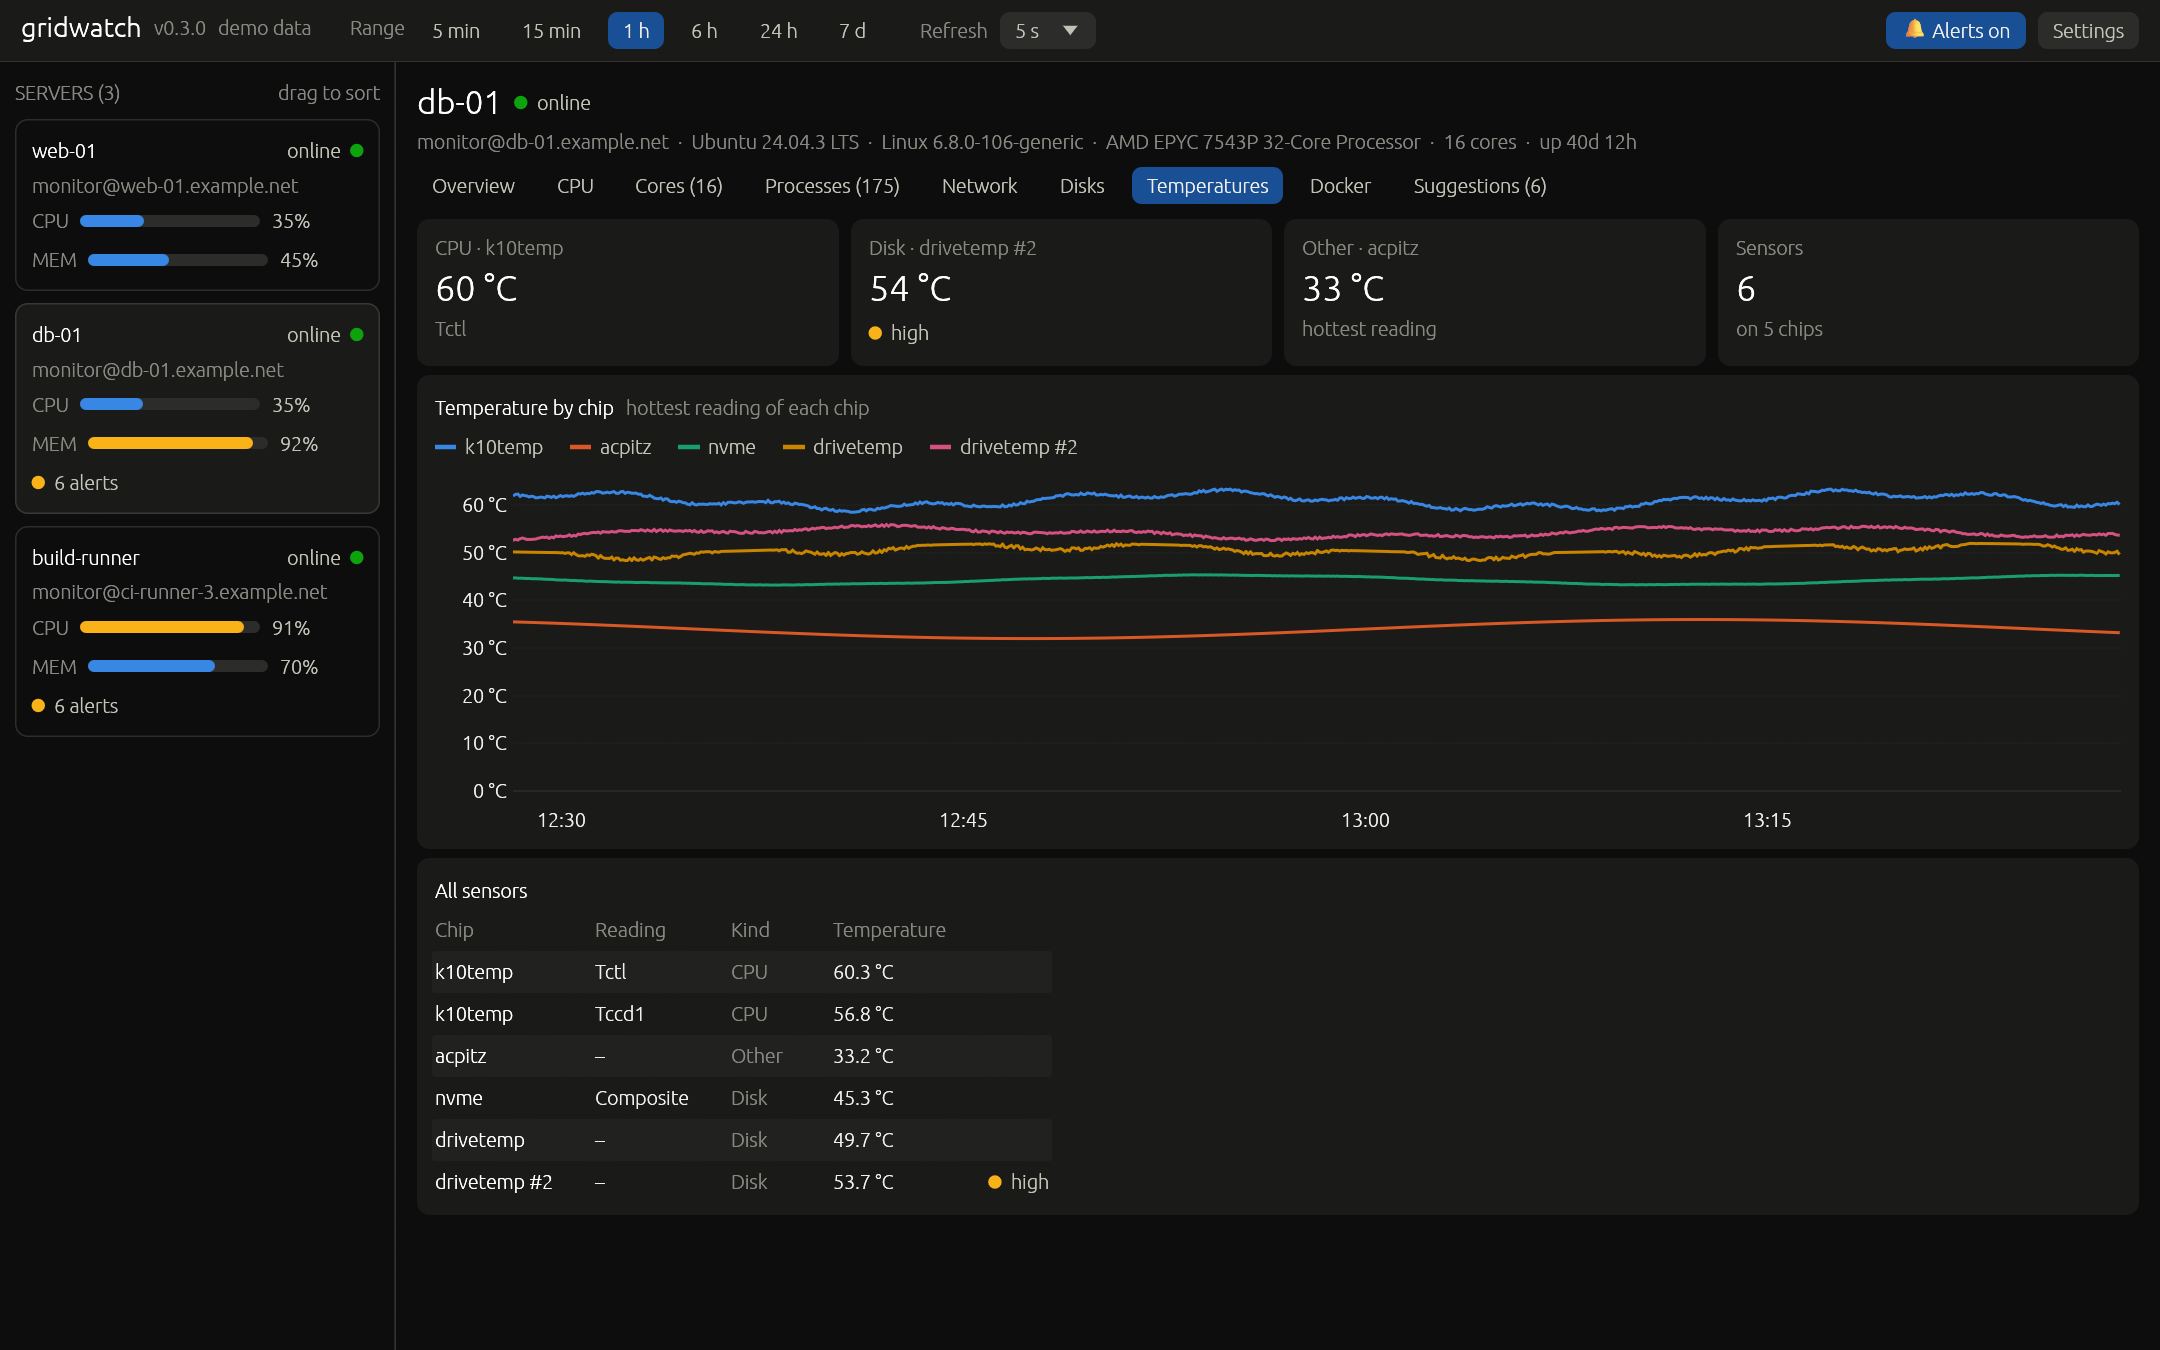 gridwatch v0.3.0 demo data Range 5 min 15 min 1 h 6 h 24 h 7 d Refresh 5 s Alerts on Settings
SERVERS (3) drag to sort
web-01 online
monitor@web-01.example.net
CPU 35%
MEM 45%
db-01 online
monitor@db-01.example.net
CPU 35%
MEM 92%
6 alerts
build-runner online
monitor@ci-runner-3.example.net
CPU 91%
MEM 70%
6 alerts
db-01 online
monitor@db-01.example.net · Ubuntu 24.04.3 LTS · Linux 6.8.0-106-generic · AMD EPYC 7543P 32-Core Processor · 16 cores · up 40d 12h
Overview CPU Cores (16) Processes (175) Network Disks Temperatures Docker Suggestions (6)
CPU · k10temp
60 °C
Tctl
Disk · drivetemp #2
54 °C
high
Other · acpitz
33 °C
hottest reading
Sensors
6
on 5 chips
Temperature by chip hottest reading of each chip
k10temp acpitz nvme drivetemp drivetemp #2
60 °C
50 °C
40 °C
30 °C
20 °C
10 °C
0 °C
12:30 12:45 13:00 13:15
All sensors
Chip Reading Kind Temperature
k10temp Tctl CPU 60.3 °C
k10temp Tccd1 CPU 56.8 °C
acpitz – Other 33.2 °C
nvme Composite Disk 45.3 °C
drivetemp – Disk 49.7 °C
drivetemp #2 – Disk 53.7 °C high